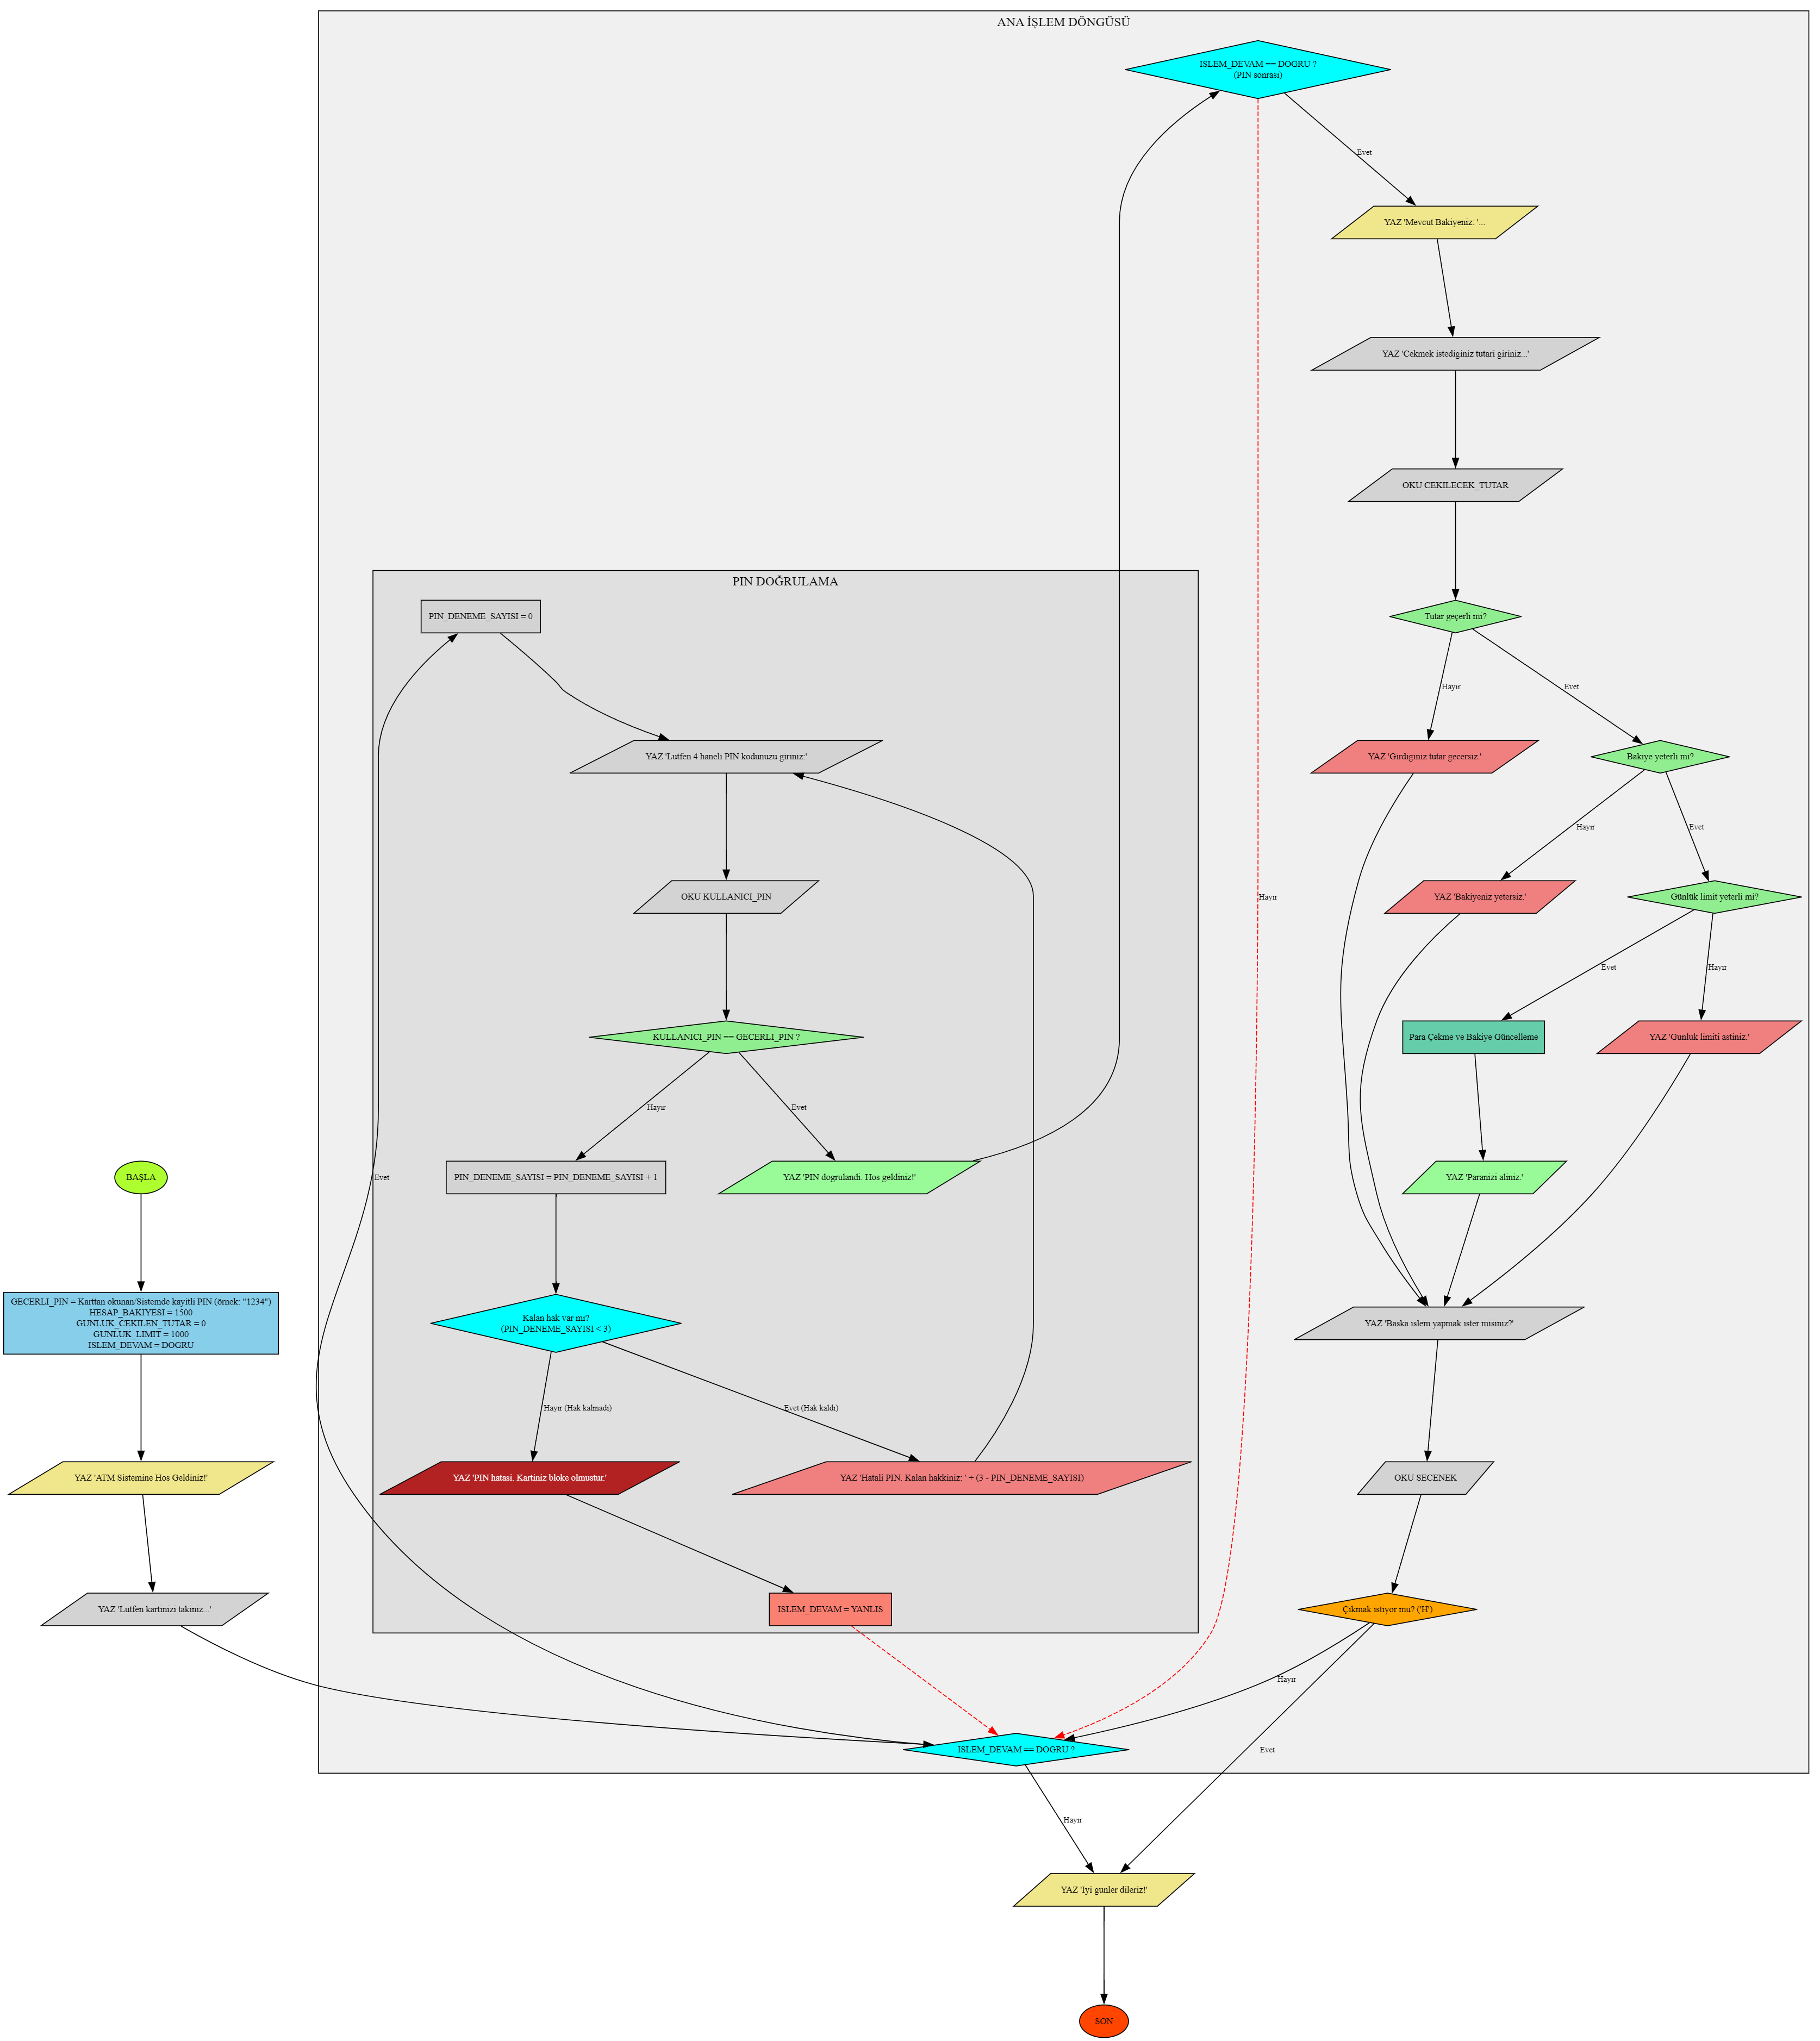 ANA İŞLEM DÖNGÜSÜ
ISLEM_DEVAM == DOGRU ?
(PIN sonrası)
Evet
YAZ 'Mevcut Bakiyeniz: '...
YAZ 'Cekmek istediginiz tutari giriniz...'
OKU CEKILECEK_TUTAR
Tutar geçerli mi?
Hayır
Evet
YAZ 'Girdiginiz tutar gecersiz.'
Bakiye yeterli mi?
Hayır
Evet
YAZ 'Bakiyeniz yetersiz.'
Günlük limit yeterli mi?
Hayır
Evet
Hayır
Para Çekme ve Bakiye Güncelleme
YAZ 'Gunluk limiti astiniz.'
YAZ 'Paranizi aliniz.'
YAZ 'Baska islem yapmak ister misiniz?'
OKU SECENEK
Çıkmak istiyor mu? ('H')
Hayır
Evet
PIN DOĞRULAMA
PIN_DENEME_SAYISI = 0
YAZ 'Lutfen 4 haneli PIN kodunuzu giriniz:'
OKU KULLANICI_PIN
KULLANICI_PIN == GECERLI_PIN ?
Hayır
Evet
PIN_DENEME_SAYISI = PIN_DENEME_SAYISI + 1
YAZ 'PIN dogrulandi. Hos geldiniz!'
Evet
Kalan hak var mı?
(PIN_DENEME_SAYISI < 3)
Hayır (Hak kalmadı)
Evet (Hak kaldı)
YAZ 'PIN hatasi. Kartiniz bloke olmustur.'
YAZ 'Hatali PIN. Kalan hakkiniz: ' + (3 - PIN_DENEME_SAYISI)
ISLEM_DEVAM = YANLIS
BAŞLA
GECERLI_PIN = Karttan okunan/Sistemde kayitli PIN (örnek: "1234")
HESAP_BAKIYESI = 1500
GUNLUK_CEKILEN_TUTAR = 0
GUNLUK_LIMIT = 1000
ISLEM_DEVAM = DOGRU
YAZ 'ATM Sistemine Hos Geldiniz!'
YAZ 'Lutfen kartinizi takiniz...'
ISLEM_DEVAM == DOGRU ?
Hayır
YAZ 'Iyi gunler dileriz!'
SON